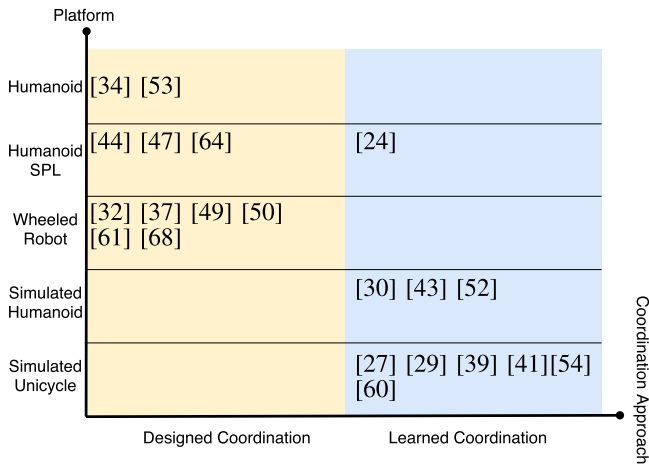 Platform
Humanoid
[34] [53]
Humanoid
SPL
[44] [47] [64]
[24]
Wheeled
Robot
[32] [37] [49] [50]
[61] [68]
Simulated
Humanoid
[30] [43] [52]
Simulated
Unicycle
[27] [29] [39] [41][54]
[60]
Designed Coordination
Learned Coordination
Coordination Approach